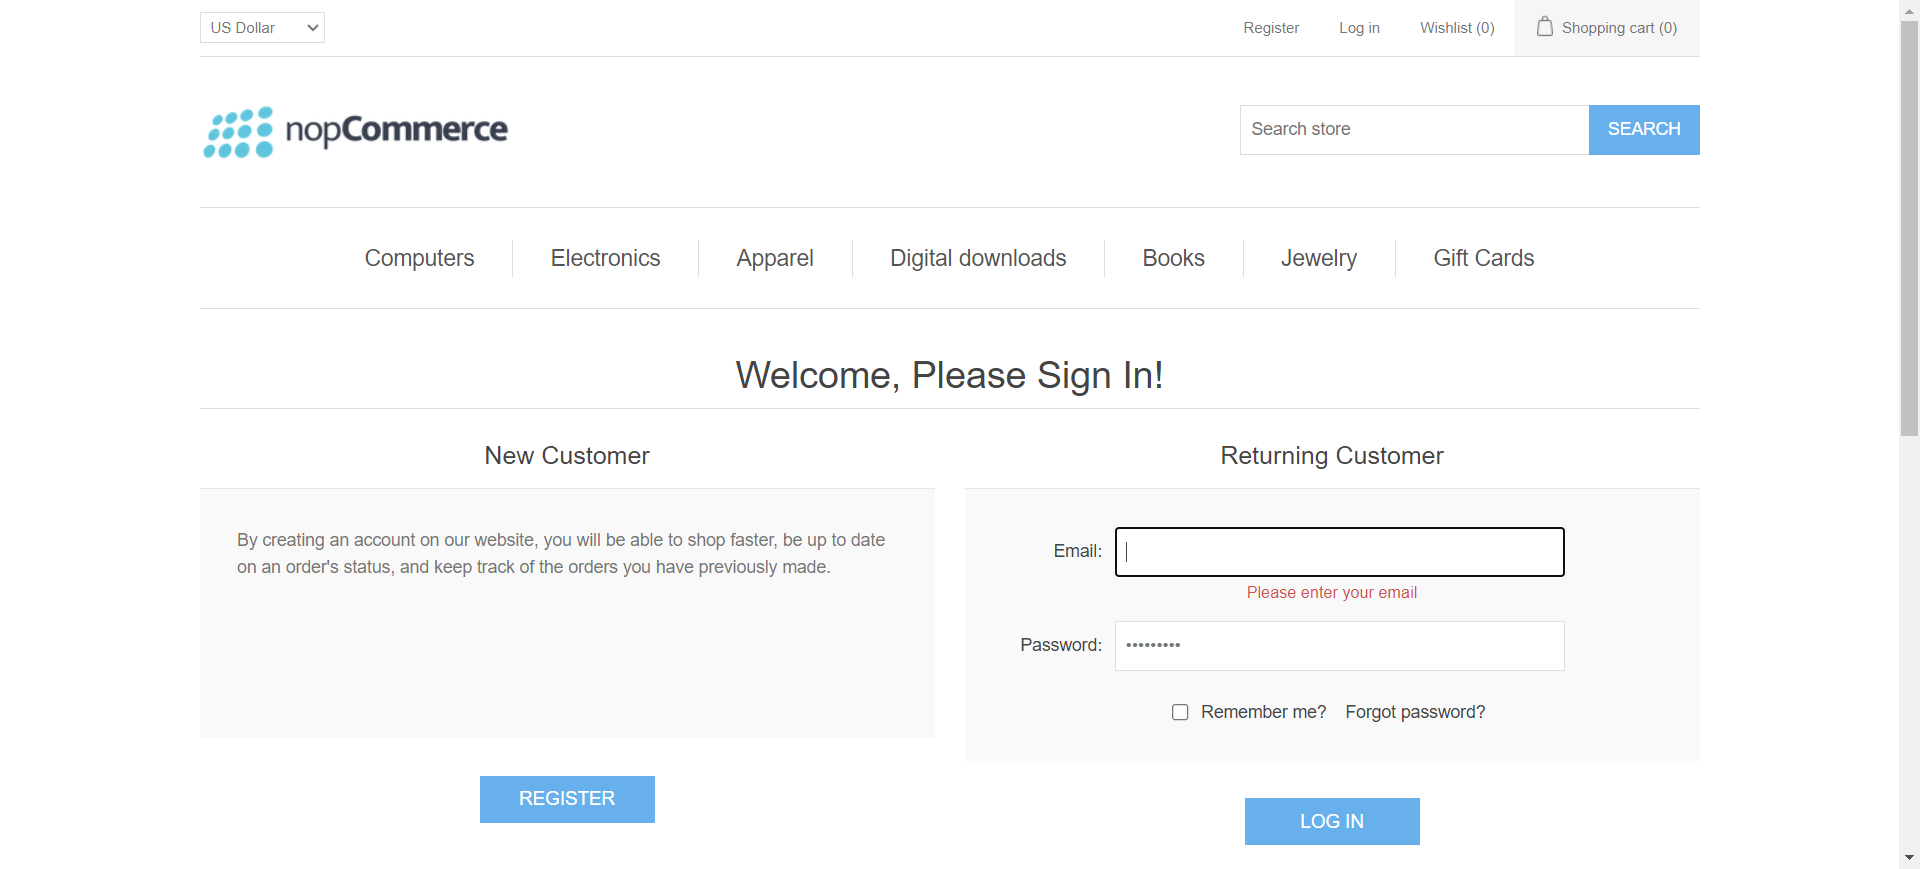 US Dollar
Register
Log in
Wishlist (0)
Shopping cart (0)
nopCommerce
Search store
SEARCH
Computers
Electronics
Apparel
Digital downloads
Books
Jewelry
Gift Cards
Welcome, Please Sign In!
New Customer
By creating an account on our website, you will be able to shop faster, be up to date
on an order's status, and keep track of the orders you have previously made.
REGISTER
Returning Customer
Email:
Please enter your email
Password:
•••••••••
Remember me?
Forgot password?
LOG IN